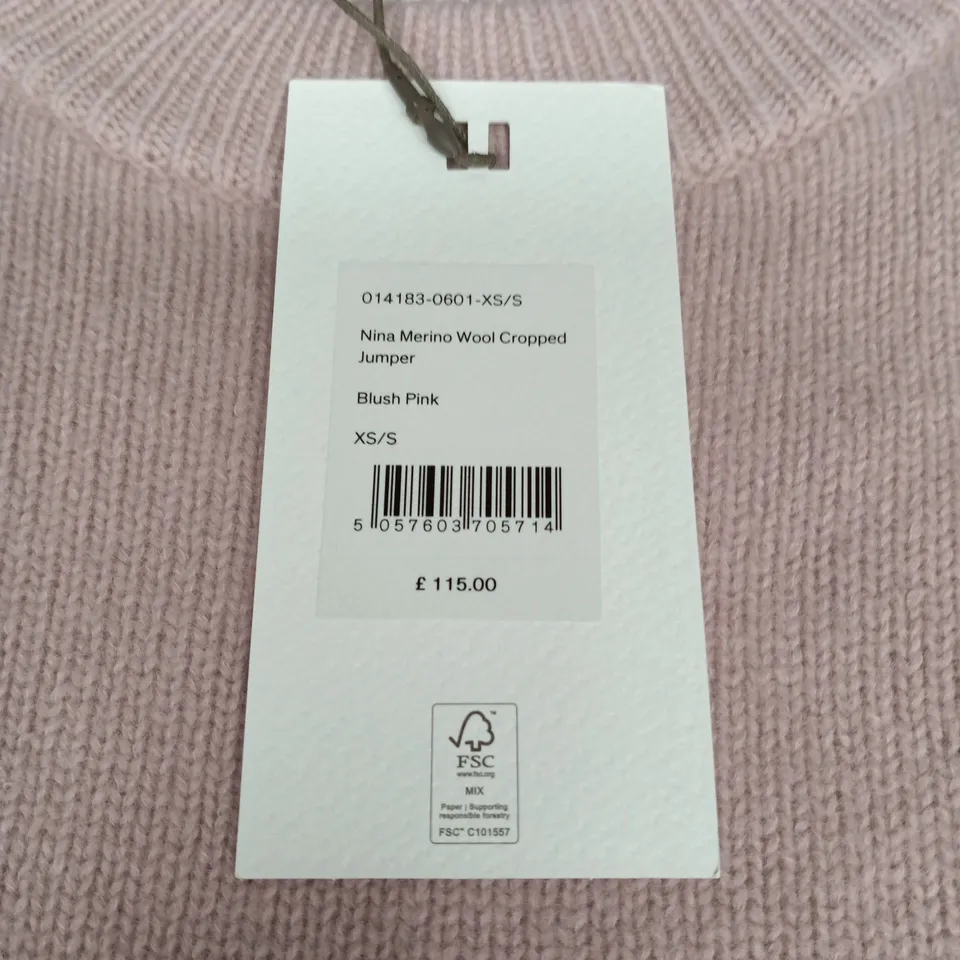 014183-0601-XS/S
Nina Merino Wool Cropped
Jumper
Blush Pink
XS/S
5 057603 705714
£ 115.00
FSC™
www.fsc.org
MIX
Paper | Supporting
responsible forestry
FSC™ C101557